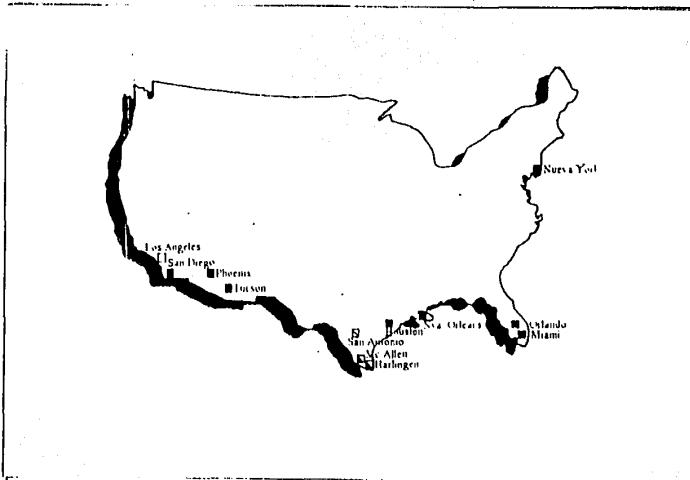 Nueva York
Los Angeles
San Diego
Phoenix
Tucson
Orlando
Nva. Orleans
Houston
Miami
San Antonio
Mc Allen
Harlingen